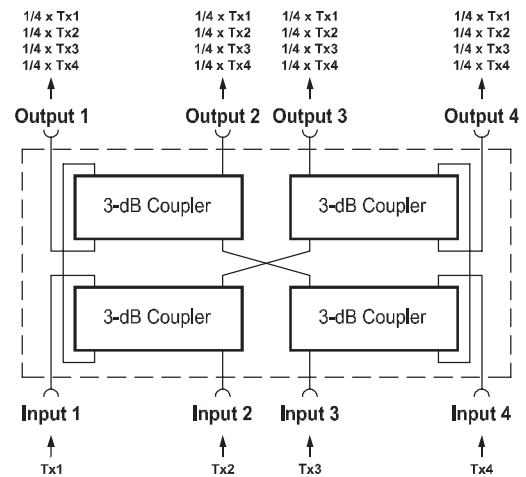 1/4 x Tx1 1/4 x Tx1 1/4 x Tx1 1/4 x Tx1
1/4 x Tx2 1/4 x Tx2 1/4 x Tx2 1/4 x Tx2
1/4 x Tx3 1/4 x Tx3 1/4 x Tx3 1/4 x Tx3
1/4 x Tx4 1/4 x Tx4 1/4 x Tx4 1/4 x Tx4
Output 1 Output 2 Output 3 Output 4
3-dB Coupler 3-dB Coupler
3-dB Coupler 3-dB Coupler
Input 1 Input 2 Input 3 Input 4
Tx1 Tx2 Tx3 Tx4